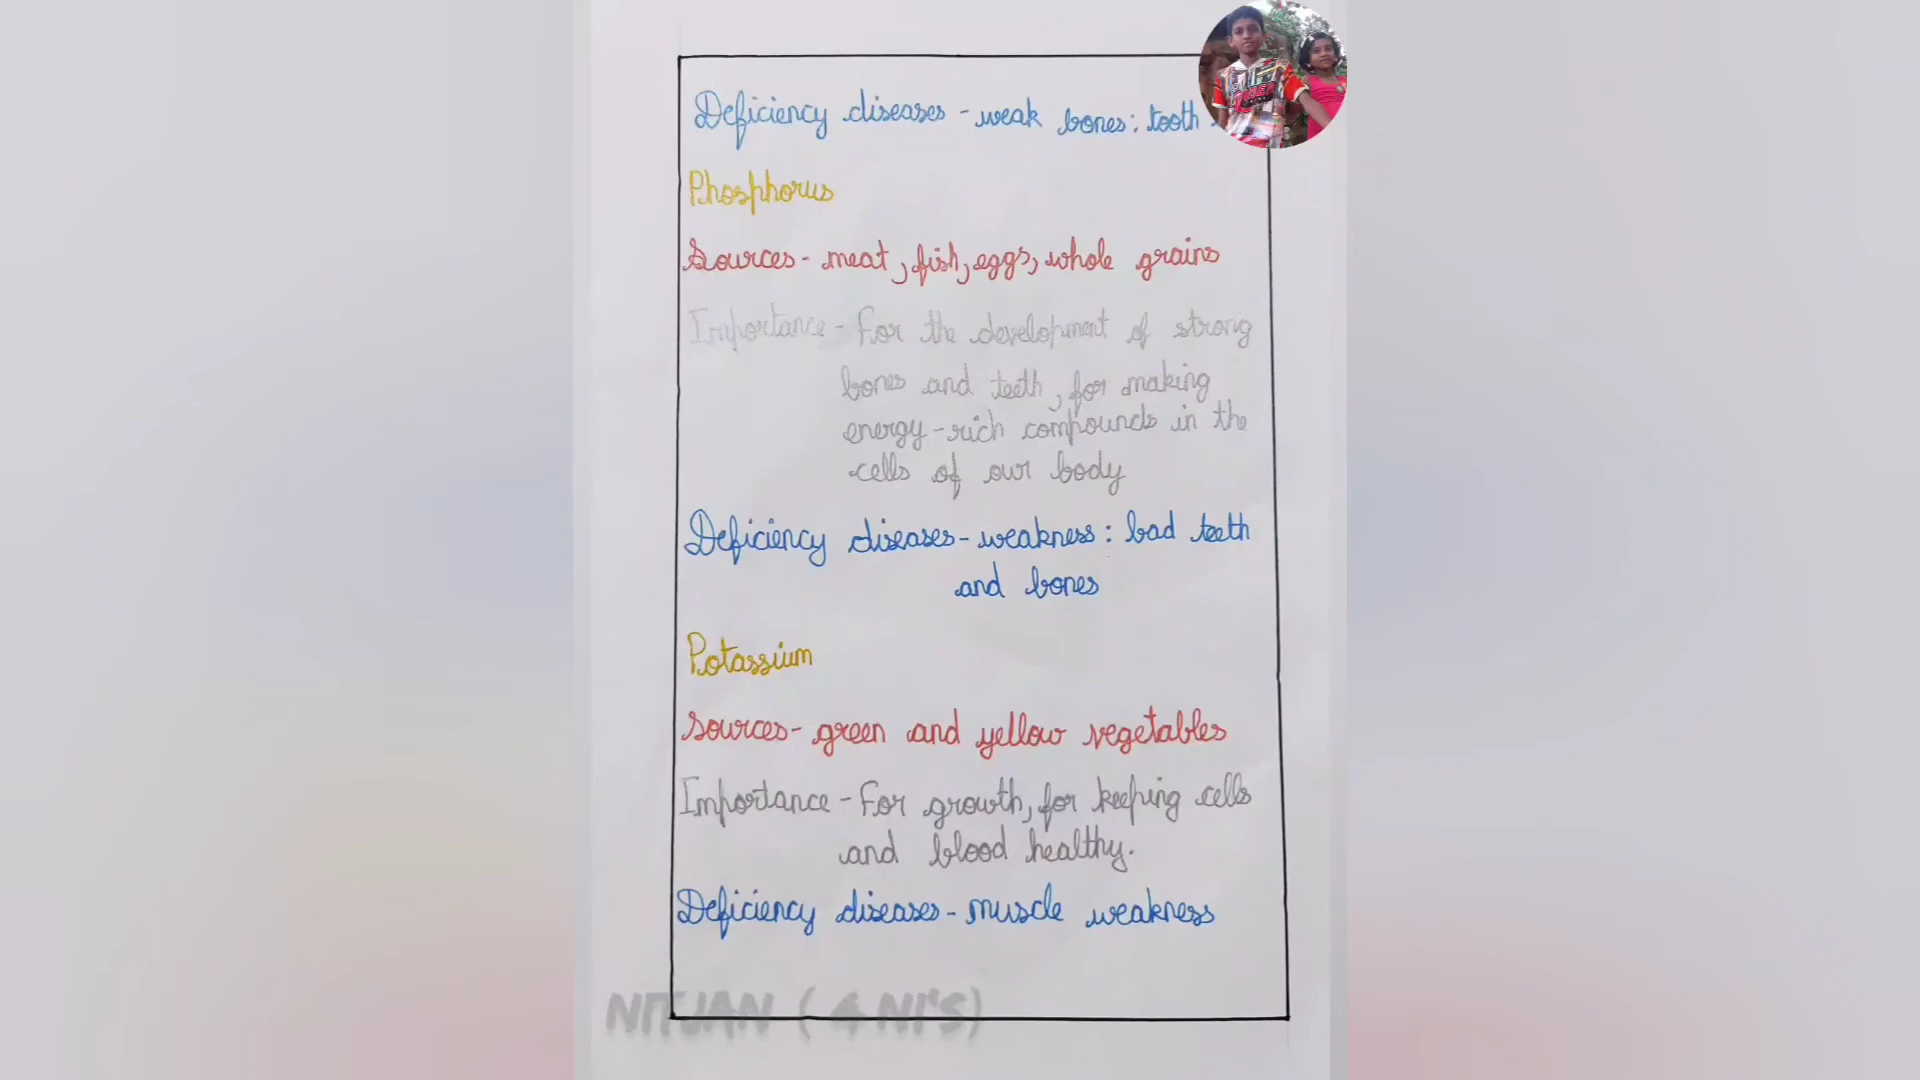 Deficiency diseases - weak bones: tooth
Phosphorus
Sources - meat, fish, eggs, whole grains
Importance - For the development of strong
bones and teeth, for making
energy-rich compounds in the
cells of our body
Deficiency diseases - weakness: bad teeth
and bones
Potassium
Sources - green and yellow vegetables
Importance - For growth, for keeping cells
and blood healthy.
Deficiency diseases - muscle weakness
NITJAN ( 4 NI'S)